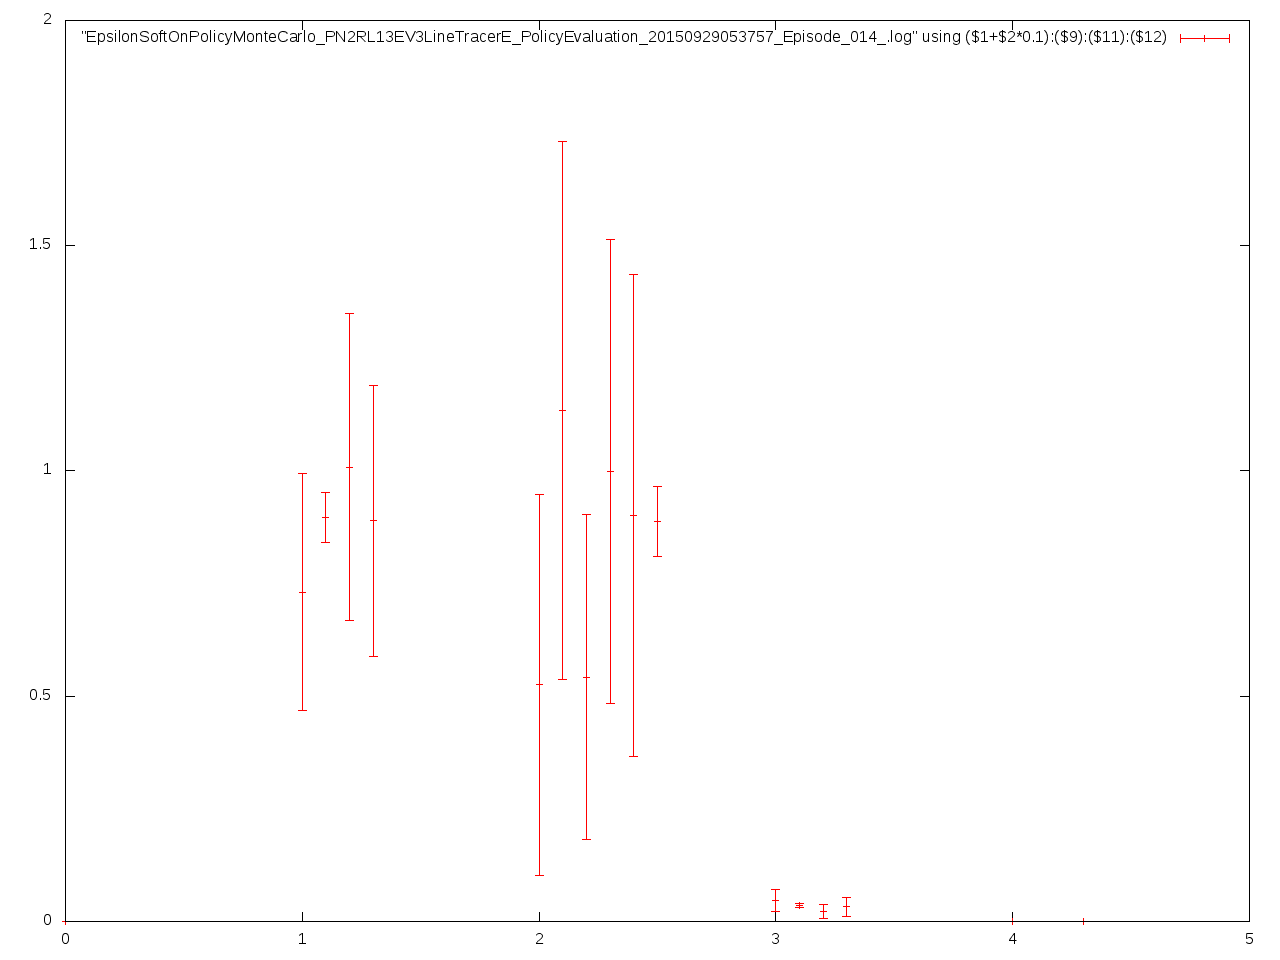 2
"EpsilonSoftOnPolicyMonteCarlo_PN2RL13EV3LineTracerE_PolicyEvaluation_20150929053757_Episode_014_.log" using ($1+$2*0.1):($9):($11):($12)
1.5
1
0.5
0
0 1 2 3 4 5